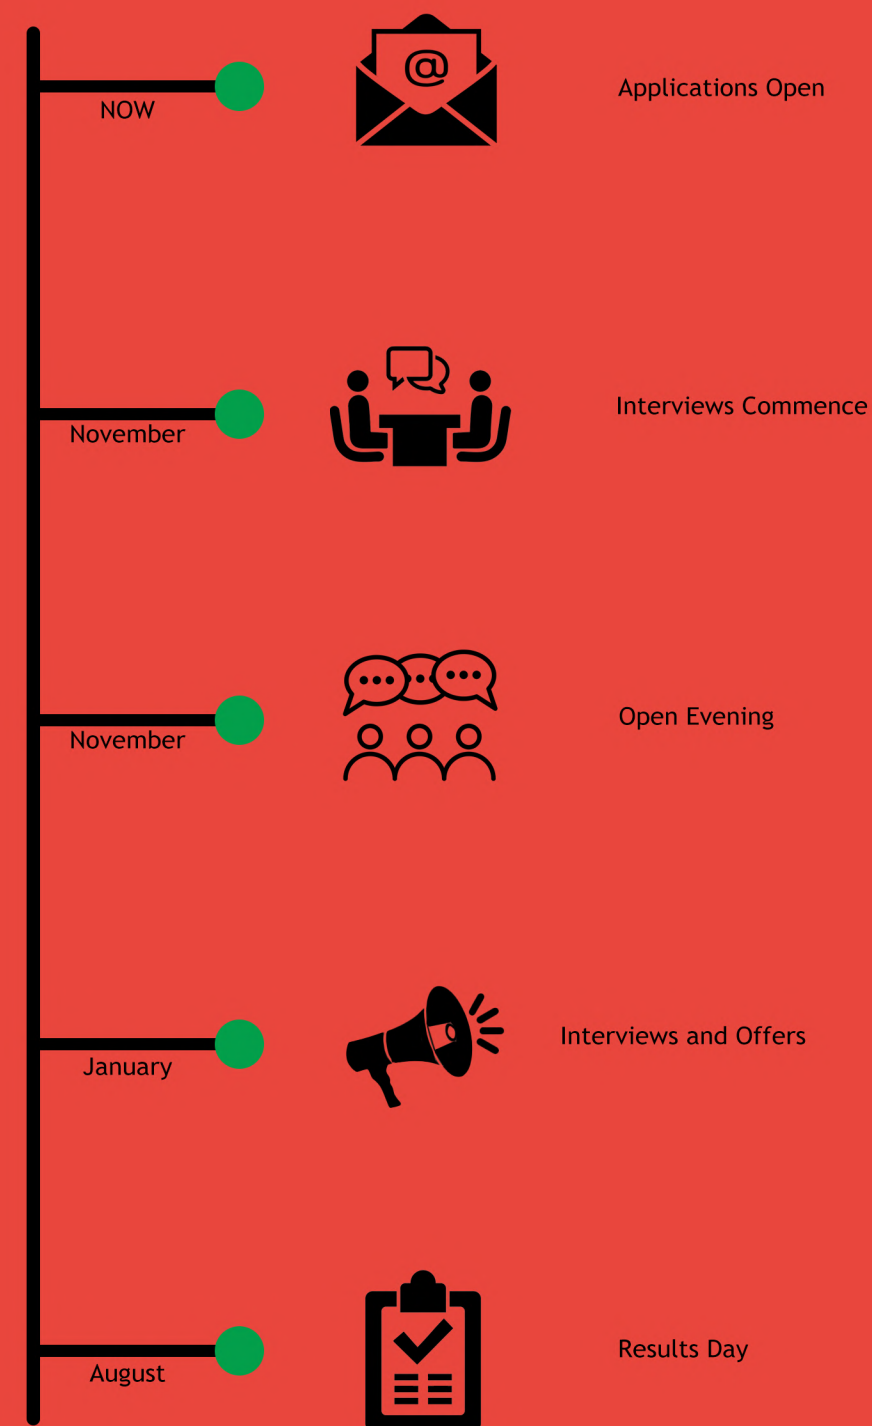 Applications Open
NOW
Interviews Commence
November
Open Evening
November
Interviews and Offers
January
Results Day
August
@